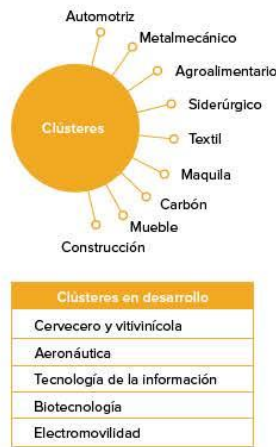 Automotriz
Metalmecánico
Agroalimentario
Clústeres
Siderúrgico
Textil
Maquila
Carbón
Mueble
Construcción
Clústeres en desarrollo
Cervecero y vitivinícola
Aeronáutica
Tecnología de la información
Biotecnología
Electromovilidad